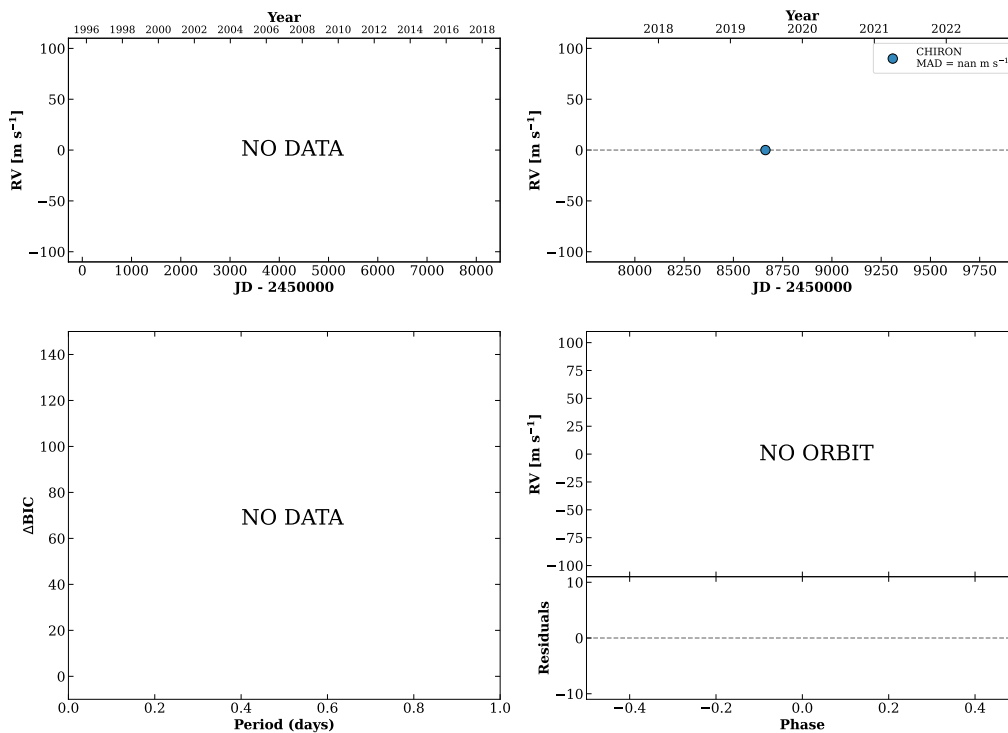 Year
1996 1998 2000 2002 2004 2006 2008 2010 2012 2014 2016 2018
100
50
0
−50
−100
RV [m s⁻¹]
NO DATA
0 1000 2000 3000 4000 5000 6000 7000 8000
JD - 2450000
Year
2018 2019 2020 2021 2022
CHIRON
MAD = nan m s⁻¹
100
50
0
−50
−100
RV [m s⁻¹]
8000 8250 8500 8750 9000 9250 9500 9750
JD - 2450000
140
120
100
80
60
40
20
0
ΔBIC
NO DATA
0.0 0.2 0.4 0.6 0.8 1.0
Period (days)
100
75
50
25
0
−25
−50
−75
−100
RV [m s⁻¹]
NO ORBIT
10
0
−10
Residuals
−0.4 −0.2 0.0 0.2 0.4
Phase